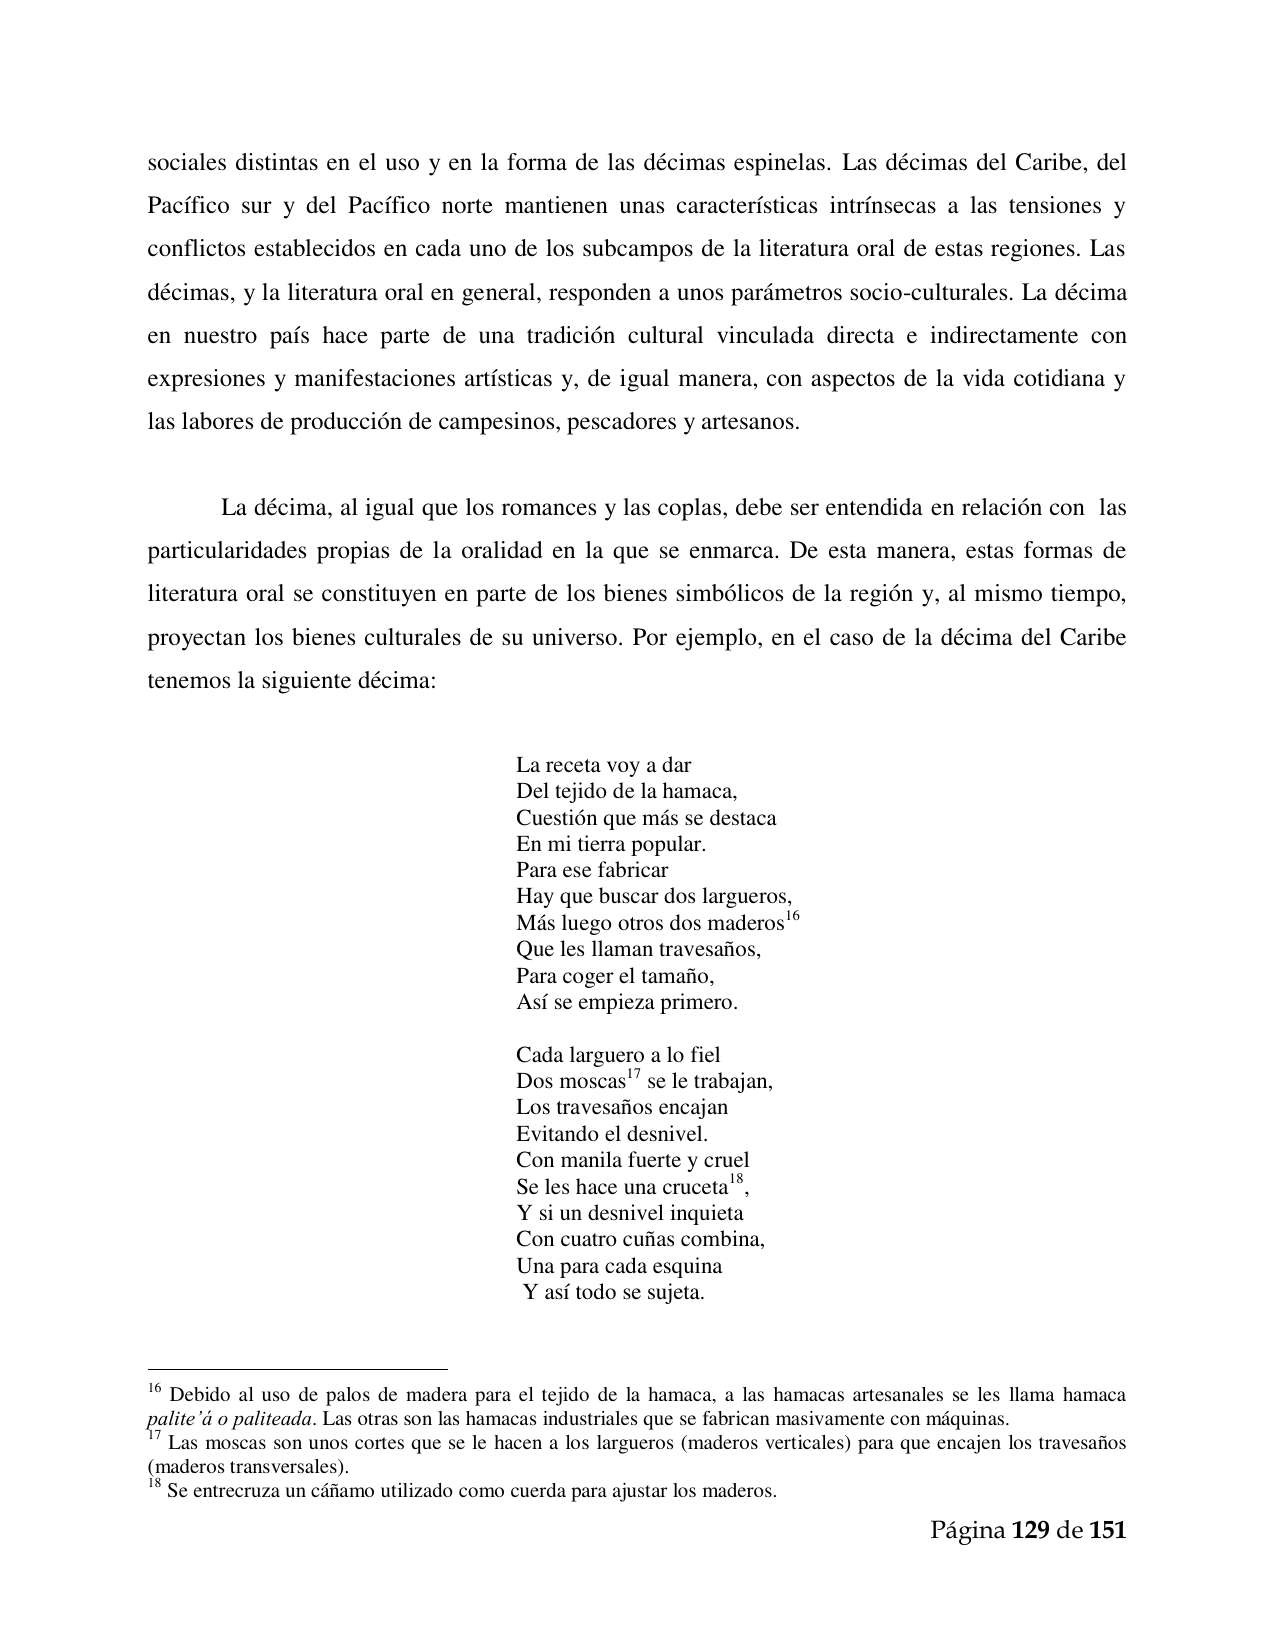 sociales distintas en el uso y en la forma de las décimas espinelas. Las décimas del Caribe, del
Pacífico sur y del Pacífico norte mantienen unas características intrínsecas a las tensiones y
conflictos establecidos en cada uno de los subcampos de la literatura oral de estas regiones. Las
décimas, y la literatura oral en general, responden a unos parámetros socio-culturales. La décima
en nuestro país hace parte de una tradición cultural vinculada directa e indirectamente con
expresiones y manifestaciones artísticas y, de igual manera, con aspectos de la vida cotidiana y
las labores de producción de campesinos, pescadores y artesanos.
La décima, al igual que los romances y las coplas, debe ser entendida en relación con  las
particularidades propias de la oralidad en la que se enmarca. De esta manera, estas formas de
literatura oral se constituyen en parte de los bienes simbólicos de la región y, al mismo tiempo,
proyectan los bienes culturales de su universo. Por ejemplo, en el caso de la décima del Caribe
tenemos la siguiente décima:
La receta voy a dar
Del tejido de la hamaca,
Cuestión que más se destaca
En mi tierra popular.
Para ese fabricar
Hay que buscar dos largueros,
Más luego otros dos maderos16
Que les llaman travesaños,
Para coger el tamaño,
Así se empieza primero.
Cada larguero a lo fiel
Dos moscas17 se le trabajan,
Los travesaños encajan
Evitando el desnivel.
Con manila fuerte y cruel
Se les hace una cruceta18,
Y si un desnivel inquieta
Con cuatro cuñas combina,
Una para cada esquina
Y así todo se sujeta.
16 Debido al uso de palos de madera para el tejido de la hamaca, a las hamacas artesanales se les llama hamaca
palite’á o paliteada. Las otras son las hamacas industriales que se fabrican masivamente con máquinas.
17 Las moscas son unos cortes que se le hacen a los largueros (maderos verticales) para que encajen los travesaños
(maderos transversales).
18 Se entrecruza un cáñamo utilizado como cuerda para ajustar los maderos.
Página 129 de 151